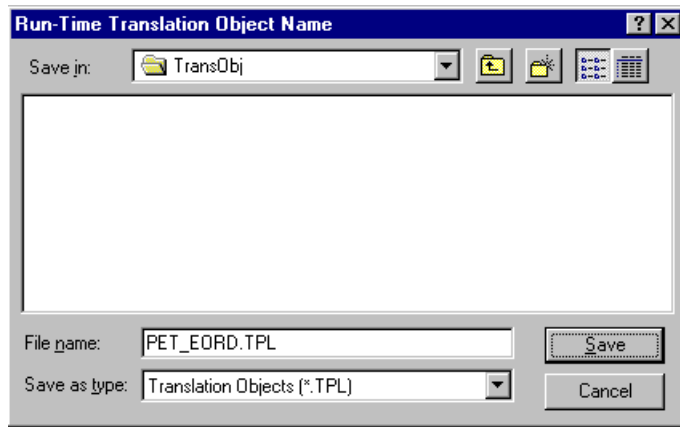 Run-Time Translation Object Name
Save in: TransObj
File name: PET_EORD.TPL Save
Save as type: Translation Objects (*.TPL) Cancel